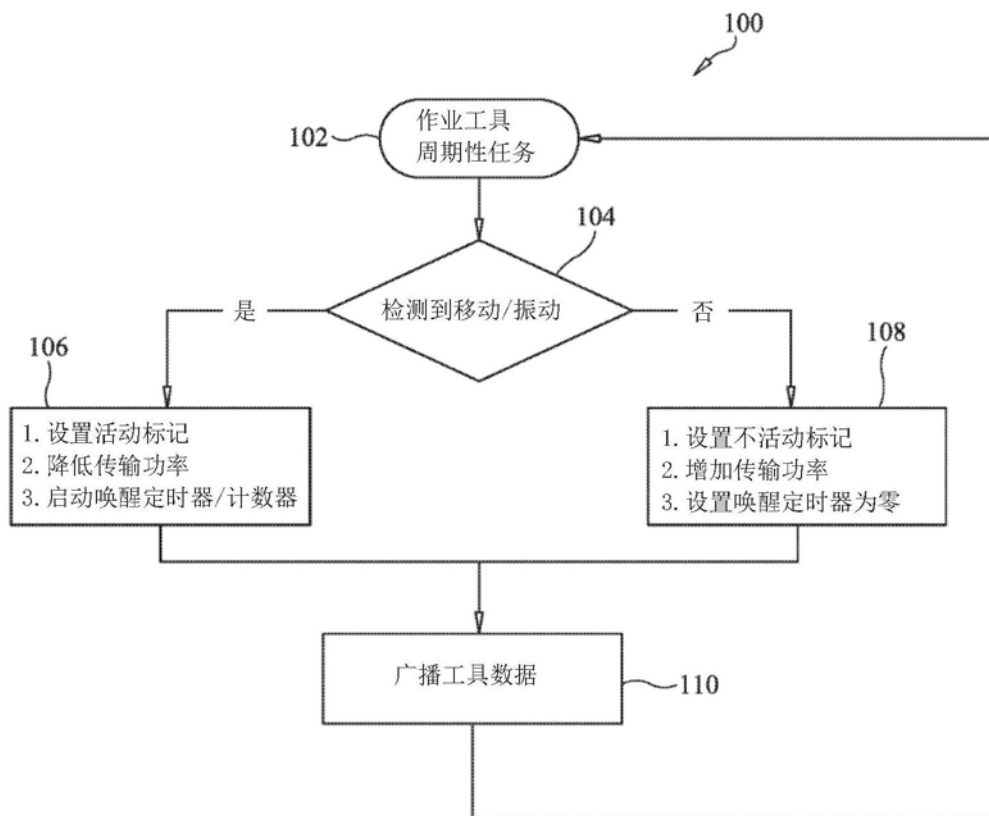 100
作业工具
周期性任务
102
104
检测到移动/振动
是
否
106
108
1. 设置活动标记
2. 降低传输功率
3. 启动唤醒定时器/计数器
1. 设置不活动标记
2. 增加传输功率
3. 设置唤醒定时器为零
广播工具数据
110